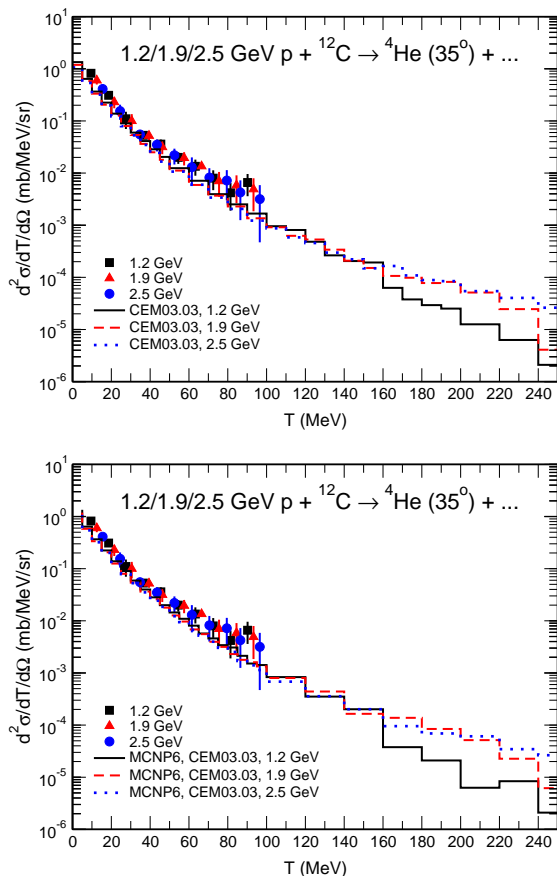 1.2/1.9/2.5 GeV p + ¹²C → ⁴He (35°) + ...
10¹
10⁰
10⁻¹
10⁻²
10⁻³
10⁻⁴
10⁻⁵
10⁻⁶
d²σ/dT/dΩ (mb/MeV/sr)
1.2 GeV
1.9 GeV
2.5 GeV
CEM03.03, 1.2 GeV
CEM03.03, 1.9 GeV
CEM03.03, 2.5 GeV
0 20 40 60 80 100 120 140 160 180 200 220 240
T (MeV)
1.2/1.9/2.5 GeV p + ¹²C → ⁴He (35°) + ...
10¹
10⁰
10⁻¹
10⁻²
10⁻³
10⁻⁴
10⁻⁵
10⁻⁶
d²σ/dT/dΩ (mb/MeV/sr)
1.2 GeV
1.9 GeV
2.5 GeV
MCNP6, CEM03.03, 1.2 GeV
MCNP6, CEM03.03, 1.9 GeV
MCNP6, CEM03.03, 2.5 GeV
0 20 40 60 80 100 120 140 160 180 200 220 240
T (MeV)